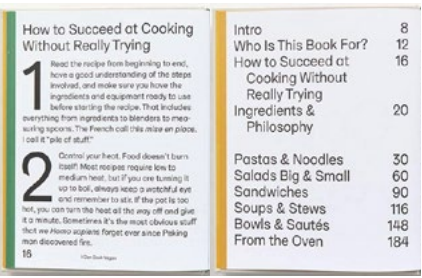 How to Succeed at Cooking
Without Really Trying
1 Read the recipe from beginning to end,
have a good understanding of the steps
involved, and make sure you have the
ingredients and equipment ready to use
before starting the recipe. That includes
everything from ingredients to blenders to mea-
suring spoons. The French call this mise en place.
I call it "pile of stuff."
2 Control your heat. Food doesn't burn
itself! Most recipes require low to
medium heat, but if you are turning it
up to boil, always keep a watchful eye
and remember to stir. If the pot is too
hot, you can turn the heat all the way off and give
it a minute. Sometimes it's the most obvious stuff
that we Homo sapiens forget ever since Peking
man discovered fire.
16
Intro 8
Who Is This Book For? 12
How to Succeed at 16
Cooking Without
Really Trying
Ingredients & 20
Philosophy
Pastas & Noodles 30
Salads Big & Small 60
Sandwiches 90
Soups & Stews 116
Bowls & Sautés 148
From the Oven 184